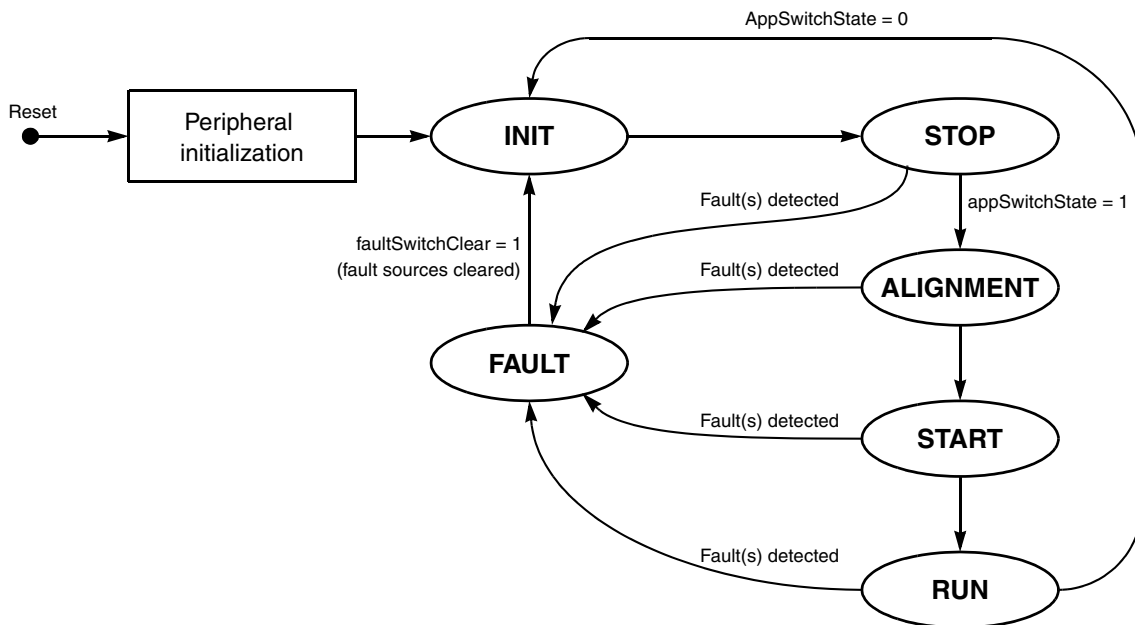 AppSwitchState = 0
Reset
Peripheral
initialization
INIT
STOP
Fault(s) detected
appSwitchState = 1
faultSwitchClear = 1
(fault sources cleared)
Fault(s) detected
ALIGNMENT
FAULT
Fault(s) detected
START
Fault(s) detected
RUN